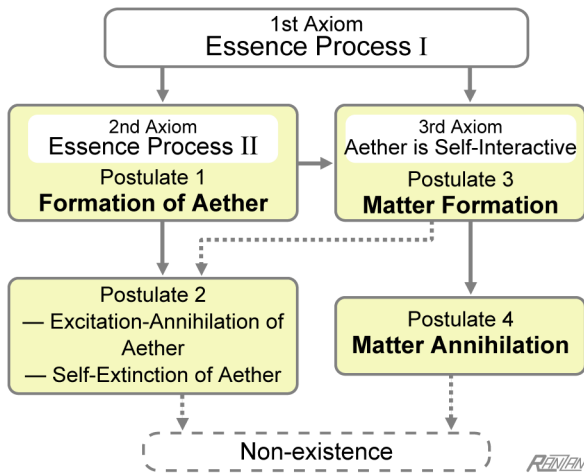 1st Axiom
Essence Process I
2nd Axiom
Essence Process II
Postulate 1
Formation of Aether
3rd Axiom
Aether is Self-Interactive
Postulate 3
Matter Formation
Postulate 2
— Excitation-Annihilation of
Aether
— Self-Extinction of Aether
Postulate 4
Matter Annihilation
Non-existence